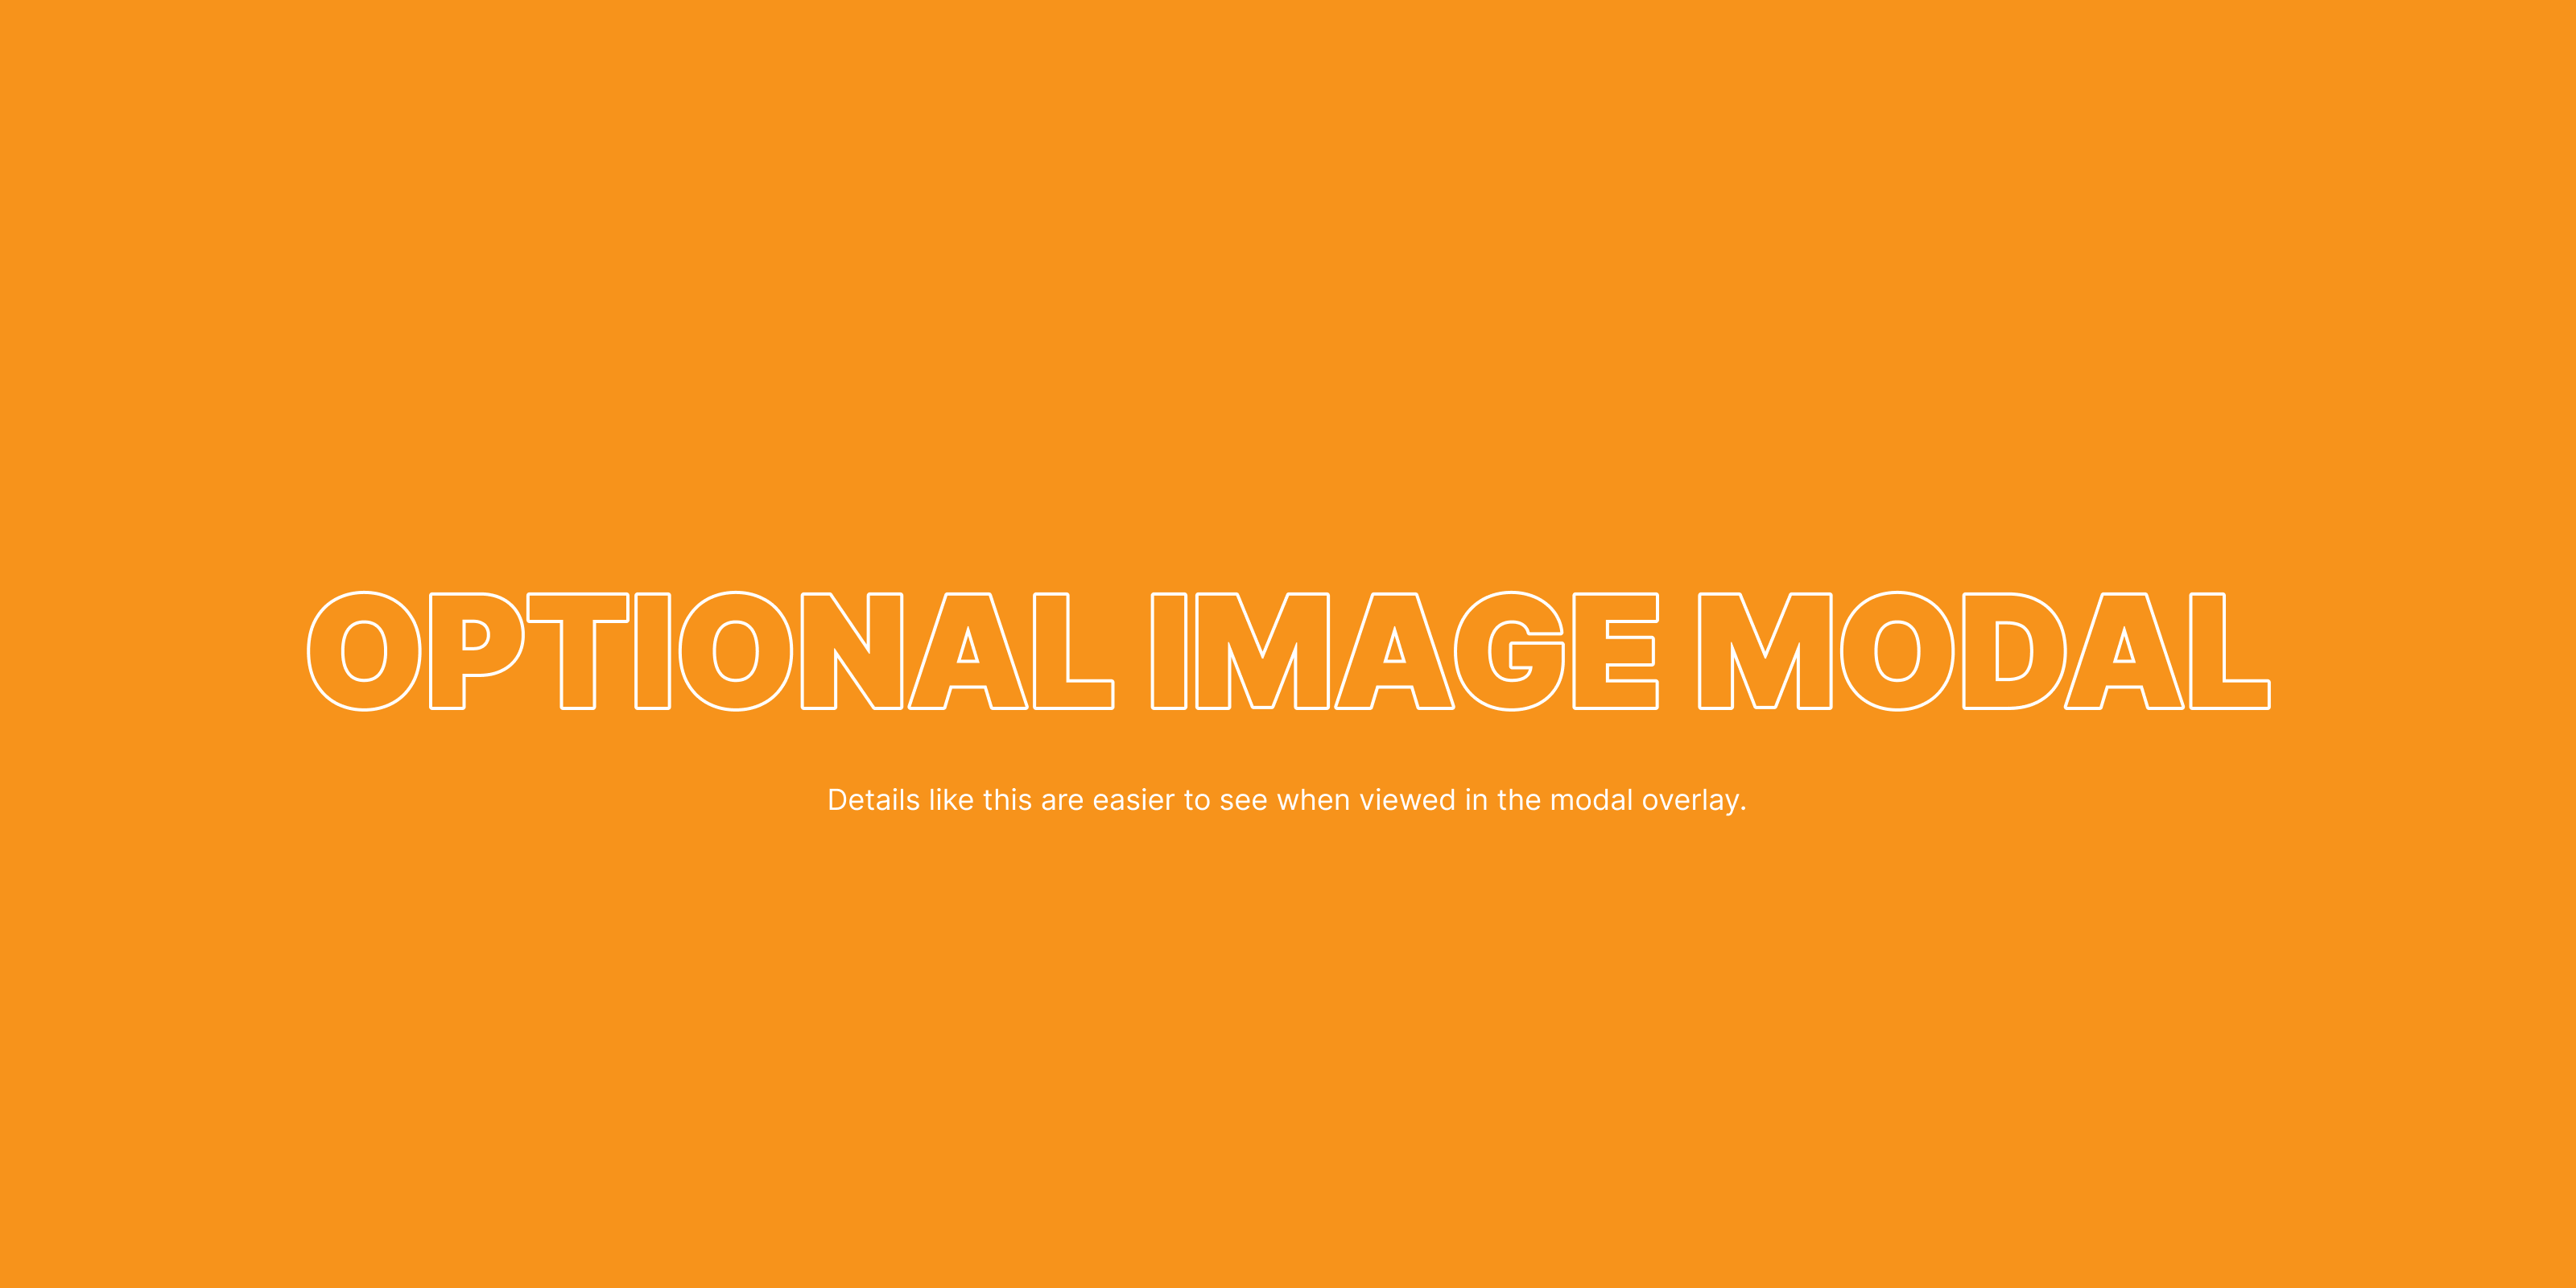 OPTIONAL IMAGE MODAL
Details like this are easier to see when viewed in the modal overlay.